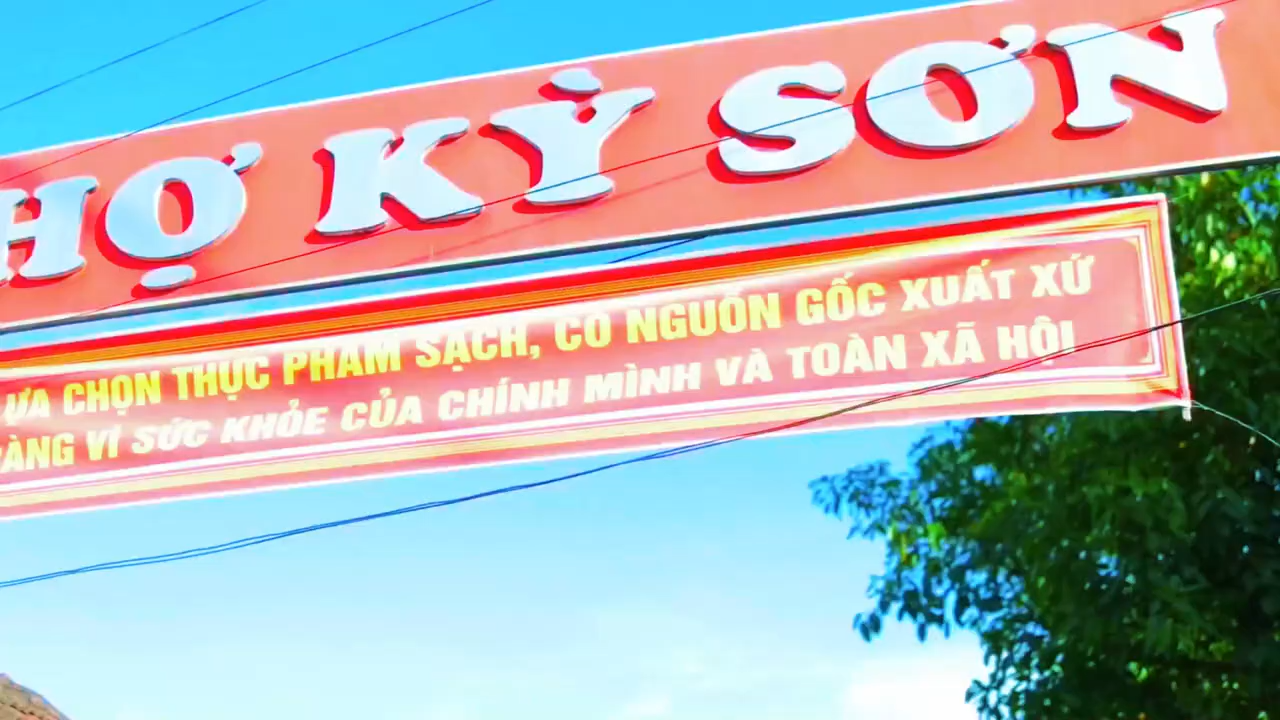 HỢ KỲ SƠN
ỰA CHỌN THỰC PHẨM SẠCH, CÓ NGUỒN GỐC XUẤT XỨ
ÀNG VÌ SỨC KHỎE CỦA CHÍNH MÌNH VÀ TOÀN XÃ HỘI